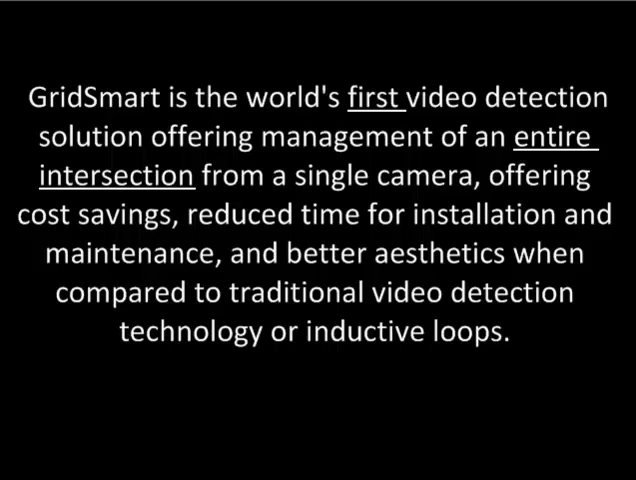 GridSmart is the world's first video detection
solution offering management of an entire
intersection from a single camera, offering
cost savings, reduced time for installation and
maintenance, and better aesthetics when
compared to traditional video detection
technology or inductive loops.